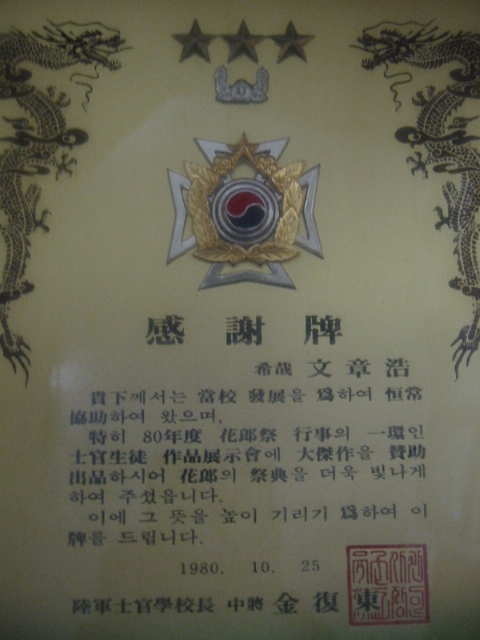 感謝牌
希哉 文章浩
貴下께서는 當校 發展을 爲하여 恒常
協助하여 왔으며,
特히 80年度 花郎祭 行事의 一環인
士官生徒 作品展示會에 大傑作을 贊助
出品하시어 花郎의 祭典을 더욱 빛나게
하여 주셨읍니다.
이에 그 뜻을 높이 기리기 爲하여 이
牌를 드립니다.
1980. 10. 25
陸軍士官學校長 中將 金復東